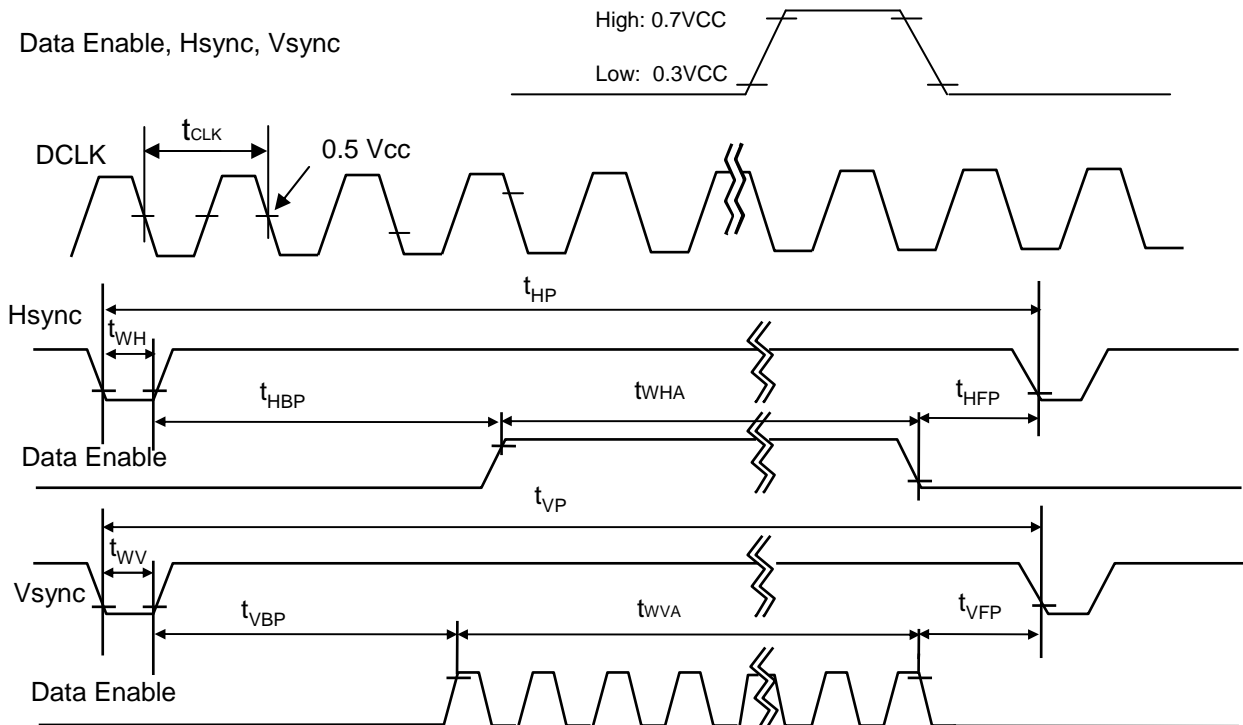 High: 0.7VCC
Data Enable, Hsync, Vsync
Low: 0.3VCC
tCLK
DCLK
0.5 Vcc
tHP
Hsync
tWH
tHBP
tWHA
tHFP
Data Enable
tVP
tWV
Vsync
tVBP
tWVA
tVFP
Data Enable